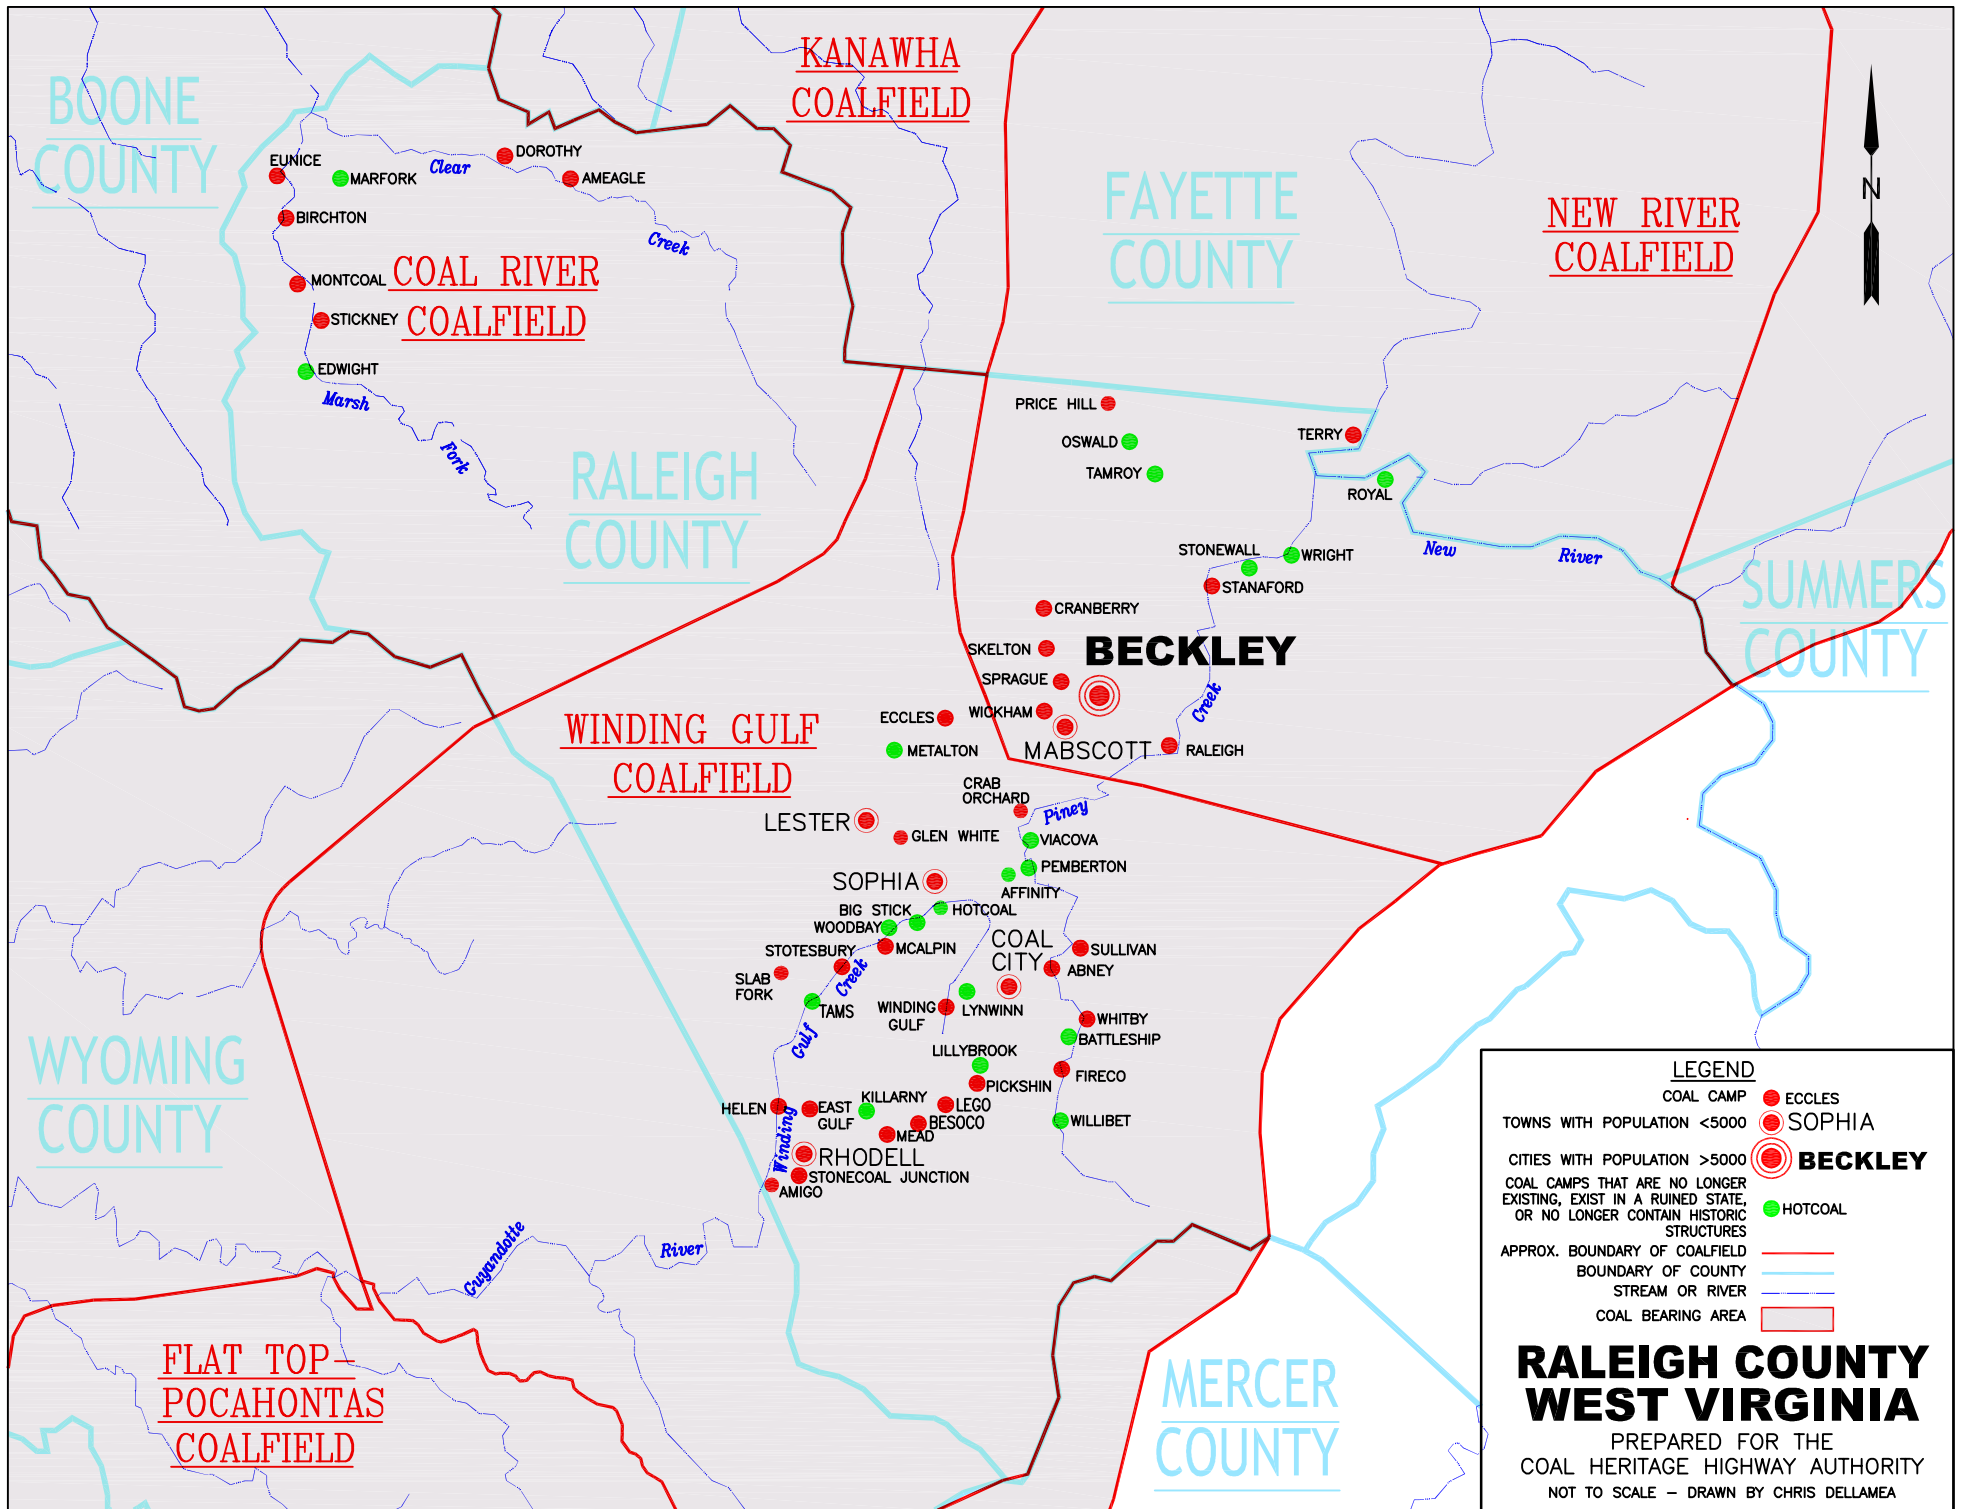 KANAWHA
COALFIELD
BOONE
COUNTY
EUNICE
MARFORK
Clear
DOROTHY
AMEAGLE
BIRCHTON
Creek
FAYETTE
COUNTY
NEW RIVER
COALFIELD
N
MONTCOAL
COAL RIVER
COALFIELD
STICKNEY
EDWIGHT
Marsh
Fork
RALEIGH
COUNTY
PRICE HILL
OSWALD
TAMROY
TERRY
ROYAL
STONEWALL
WRIGHT
STANAFORD
New
River
SUMMERS
COUNTY
CRANBERRY
SKELTON
BECKLEY
SPRAGUE
WICKHAM
MABSCOTT
Creek
RALEIGH
ECCLES
METALTON
WINDING GULF
COALFIELD
CRAB
ORCHARD
Piney
LESTER
GLEN WHITE
VIACOVA
PEMBERTON
AFFINITY
SOPHIA
BIG STICK
HOTCOAL
WOODBAY
MCALPIN
STOTESBURY
Creek
COAL
CITY
SULLIVAN
ABNEY
SLAB
FORK
TAMS
WINDING
GULF
LYNWINN
WHITBY
BATTLESHIP
Gulf
LILLYBROOK
PICKSHIN
FIRECO
WYOMING
COUNTY
HELEN
EAST
GULF
KILLARNY
LEGO
BESOCO
MEAD
WILLIBET
Winding
RHODELL
STONECOAL JUNCTION
AMIGO
Guyandotte
River
FLAT TOP-
POCAHONTAS
COALFIELD
MERCER
COUNTY
LEGEND
COAL CAMP ECCLES
TOWNS WITH POPULATION <5000 SOPHIA
CITIES WITH POPULATION >5000 BECKLEY
COAL CAMPS THAT ARE NO LONGER
EXISTING, EXIST IN A RUINED STATE,
OR NO LONGER CONTAIN HISTORIC
STRUCTURES
HOTCOAL
APPROX. BOUNDARY OF COALFIELD
BOUNDARY OF COUNTY
STREAM OR RIVER
COAL BEARING AREA
RALEIGH COUNTY
WEST VIRGINIA
PREPARED FOR THE
COAL HERITAGE HIGHWAY AUTHORITY
NOT TO SCALE - DRAWN BY CHRIS DELLAMEA